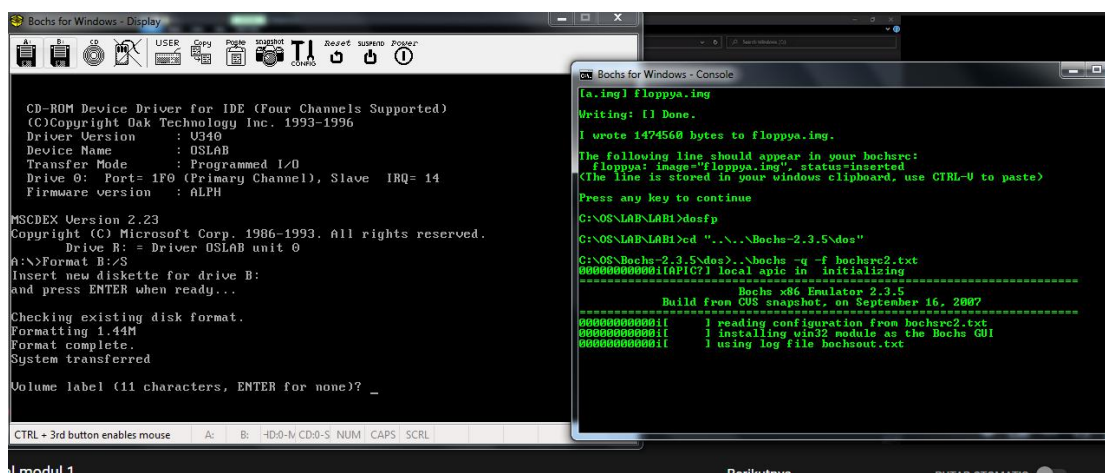 Bochs for Windows - Display
A:
B:
CD
USER
Copy
Paste
snapshot
CONFIG
Reset
SUSPEND
Power
CD-ROM Device Driver for IDE (Four Channels Supported)
(C)Copyright Oak Technology Inc. 1993-1996
Driver Version : V340
Device Name : OSLAB
Transfer Mode : Programmed I/O
Drive 0: Port= 1F0 (Primary Channel), Slave IRQ= 14
Firmware version : ALPH
MSCDEX Version 2.23
Copyright (C) Microsoft Corp. 1986-1993. All rights reserved.
Drive R: = Driver OSLAB unit 0
A:\>Format B:/S
Insert new diskette for drive B:
and press ENTER when ready...
Checking existing disk format.
Formatting 1.44M
Format complete.
System transferred
Volume label (11 characters, ENTER for none)? _
CTRL + 3rd button enables mouse A: B: HD:0-M CD:0-S NUM CAPS SCRL
Bochs for Windows - Console
[a.img] floppya.img
Writing: [] Done.
I wrote 1474560 bytes to floppya.img.
The following line should appear in your bochsrc:
floppya: image="floppya.img", status=inserted
(The line is stored in your windows clipboard, use CTRL-V to paste)
Press any key to continue
C:\OS\LAB\LAB1>dosfp
C:\OS\LAB\LAB1>cd "..\..\Bochs-2.3.5\dos"
C:\OS\Bochs-2.3.5\dos>..\bochs -q -f bochsrc2.txt
00000000000i[APIC?] local apic in initializing
========================================================================
Bochs x86 Emulator 2.3.5
Build from CVS snapshot, on September 16, 2007
========================================================================
00000000000i[ ] reading configuration from bochsrc2.txt
00000000000i[ ] installing win32 module as the Bochs GUI
00000000000i[ ] using log file bochsout.txt
modul 1
Berikutnya
PUTAR OTOMATIS